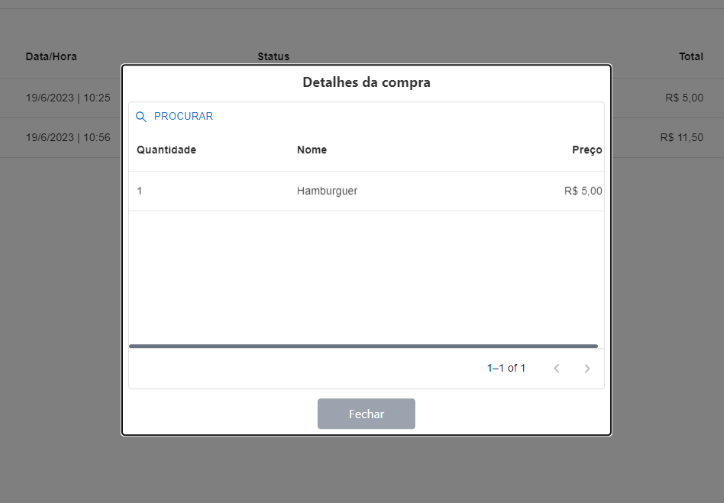 Data/Hora Status Total
Detalhes da compra
19/6/2023 | 10:25 R$ 5,00
PROCURAR
19/6/2023 | 10:56 R$ 11,50
Quantidade Nome Preço
1 Hamburguer R$ 5,00
1–1 of 1
Fechar